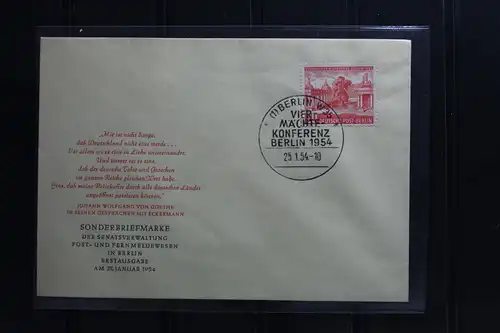 „Mir ist nicht bange,
daß Deutschland nicht eins werde . . .
Vor allem sei es eins in Liebe untereinander.
Und immer sei es eins,
daß der deutsche Taler und Groschen
im ganzen Reiche gleichen Wert habe.
Eins, daß mein Reisekoffer durch alle deutschen Länder
ungeöffnet passieren könne.“
JOHANN WOLFGANG VON GOETHE
IN SEINEN GESPRÄCHEN MIT ECKERMANN
SONDERBRIEFMARKE
DER SENATSVERWALTUNG
POST- UND FERNMELDEWESEN
IN BERLIN
ERSTAUSGABE
AM 25. JANUAR 1954
BERLIN
VIER
MÄCHTE
KONFERENZ
BERLIN 1954
25.1.54-10
DEUTSCHE POST BERLIN